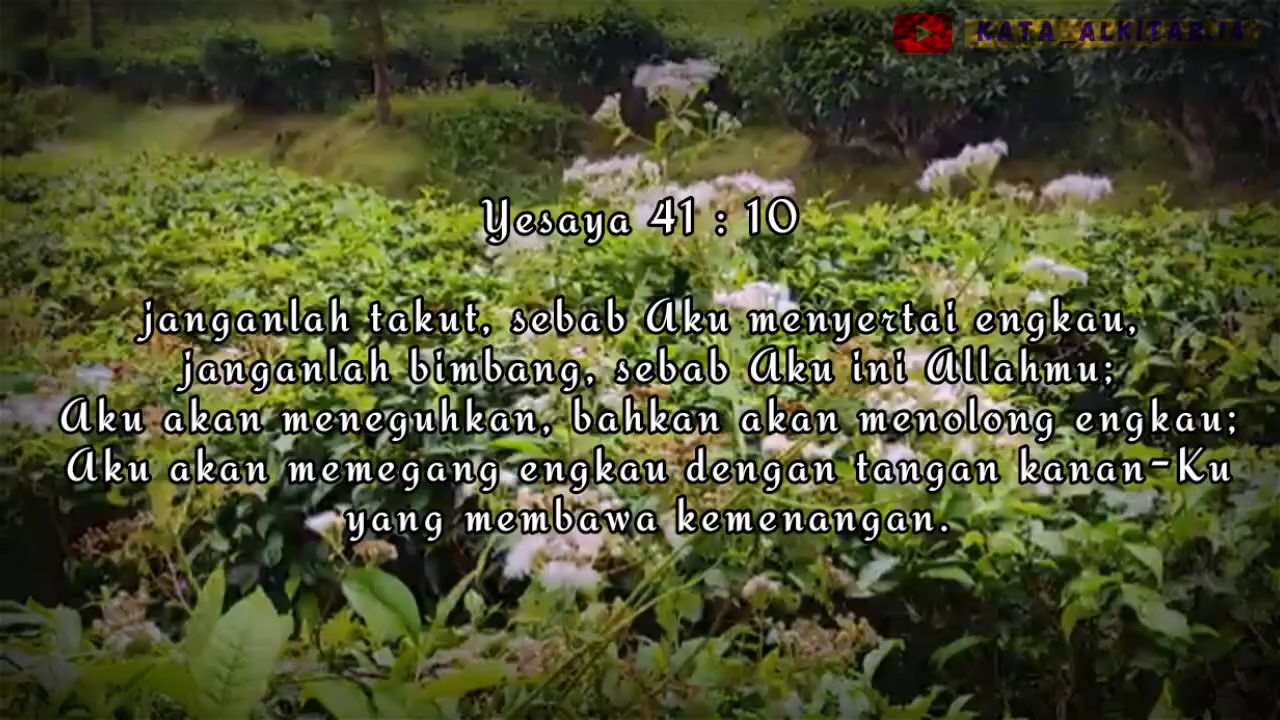 KATA_ALKITAB.14
Yesaya 41 : 10
janganlah takut, sebab Aku menyertai engkau,
janganlah bimbang, sebab Aku ini Allahmu;
Aku akan meneguhkan, bahkan akan menolong engkau;
Aku akan memegang engkau dengan tangan kanan-Ku
yang membawa kemenangan.